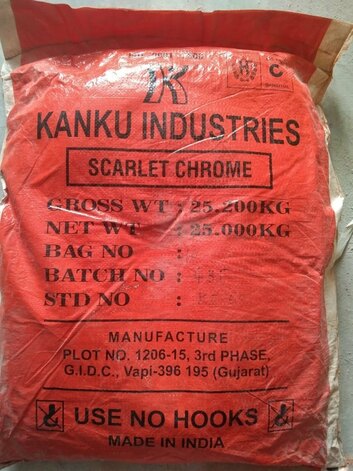 K
KANKU INDUSTRIES
SCARLET CHROME
GROSS WT : 25.200KG
NET WT : 25.000KG
BAG NO :
BATCH NO :
STD NO :
MANUFACTURE
PLOT NO. 1206-15, 3rd PHASE,
G.I.D.C., Vapi-396 195 (Gujarat)
USE NO HOOKS
MADE IN INDIA